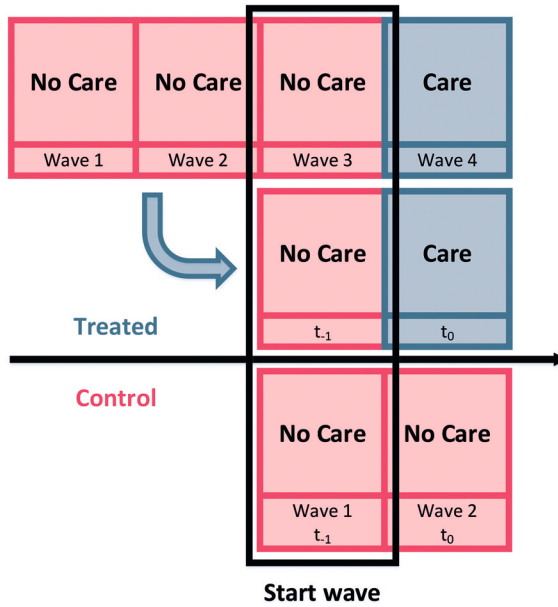 No Care No Care No Care Care
Wave 1 Wave 2 Wave 3 Wave 4
No Care Care
t-1 t0
Treated
Control
No Care No Care
Wave 1 Wave 2
t-1 t0
Start wave